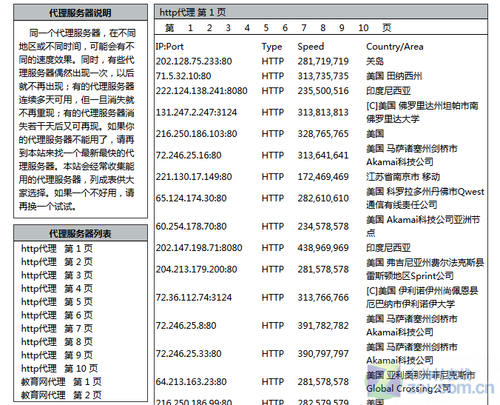 代理服务器说明
同一个代理服务器，在不同
地区或不同时间，可能会有不
同的速度效果。同时，有些代
理服务器偶然出现一次，以后
就不再出现；有的代理服务器
连续多天可用，但一旦消失就
不再重现；有的代理服务器消
失若干天后又可再现。如果你
的代理服务器不能用了，请再
到本站来找一个最新最快的代
理服务器。本站会经常收集能
用的代理服务器，列成表供大
家选择。如果一个不好用，请
再换一个试试。
代理服务器列表
http代理 第 1 页
http代理 第 2 页
http代理 第 3 页
http代理 第 4 页
http代理 第 5 页
http代理 第 6 页
http代理 第 7 页
http代理 第 8 页
http代理 第 9 页
http代理 第 10 页
教育网代理 第 1 页
教育网代理 第 2 页
http代理 第 1 页
第 1 2 3 4 5 6 7 8 9 10 页
IP:Port Type Speed Country/Area
202.128.75.233:80 HTTP 281,719,719 关岛
71.5.32.10:80 HTTP 313,735,735 美国 田纳西州
222.124.138.241:8080 HTTP 235,500,516 印度尼西亚
131.247.2.247:3124 HTTP 313,813,813 [C]美国 佛罗里达州坦帕市南
佛罗里达大学
216.250.186.103:80 HTTP 328,765,765 美国
72.246.25.16:80 HTTP 313,641,641 美国 马萨诸塞州剑桥市
Akamai科技公司
221.130.17.149:80 HTTP 172,469,469 江苏省南京市 移动
65.124.174.30:80 HTTP 282,610,610 美国 科罗拉多州丹佛市Qwest
通信有线责任公司
60.254.178.70:80 HTTP 234,578,578 美国 Akamai科技公司亚洲节
点
202.147.198.71:8080 HTTP 438,969,969 印度尼西亚
204.213.179.200:80 HTTP 281,578,578 美国 弗吉尼亚州费尔法克斯县
雷斯顿地区Sprint公司
72.36.112.74:3124 HTTP 313,766,766 [C]美国 伊利诺伊州尚佩恩县
厄巴纳市伊利诺伊大学
72.246.25.8:80 HTTP 391,782,782 美国 马萨诸塞州剑桥市
Akamai科技公司
72.246.25.33:80 HTTP 390,797,797 美国 马萨诸塞州剑桥市
Akamai科技公司
64.213.163.23:80 HTTP 281,578,578 美国 亚利桑那州菲尼克斯市
Global Crossing公司
216.250.186.99:80 HTTP 282,579,579 美国